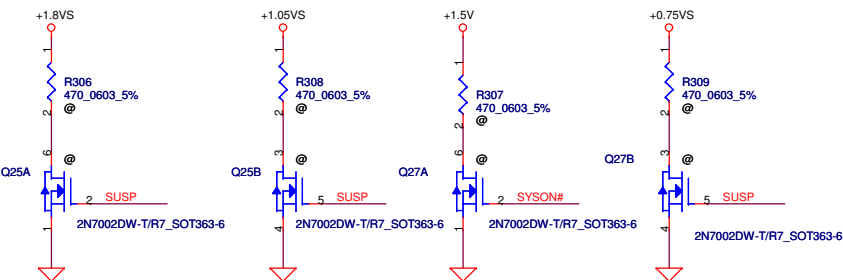 +1.8VS
1
R306
470_0603_5%
2
@
6
@
Q25A
2
SUSP
2N7002DW-T/R7_SOT363-6
1
+1.05VS
1
R308
470_0603_5%
2
@
3
@
Q25B
5
SUSP
2N7002DW-T/R7_SOT363-6
4
+1.5V
1
R307
470_0603_5%
2
@
6
@
Q27A
2
SYSON#
2N7002DW-T/R7_SOT363-6
1
+0.75VS
1
R309
470_0603_5%
2
@
3
@
Q27B
5
SUSP
2N7002DW-T/R7_SOT363-6
4